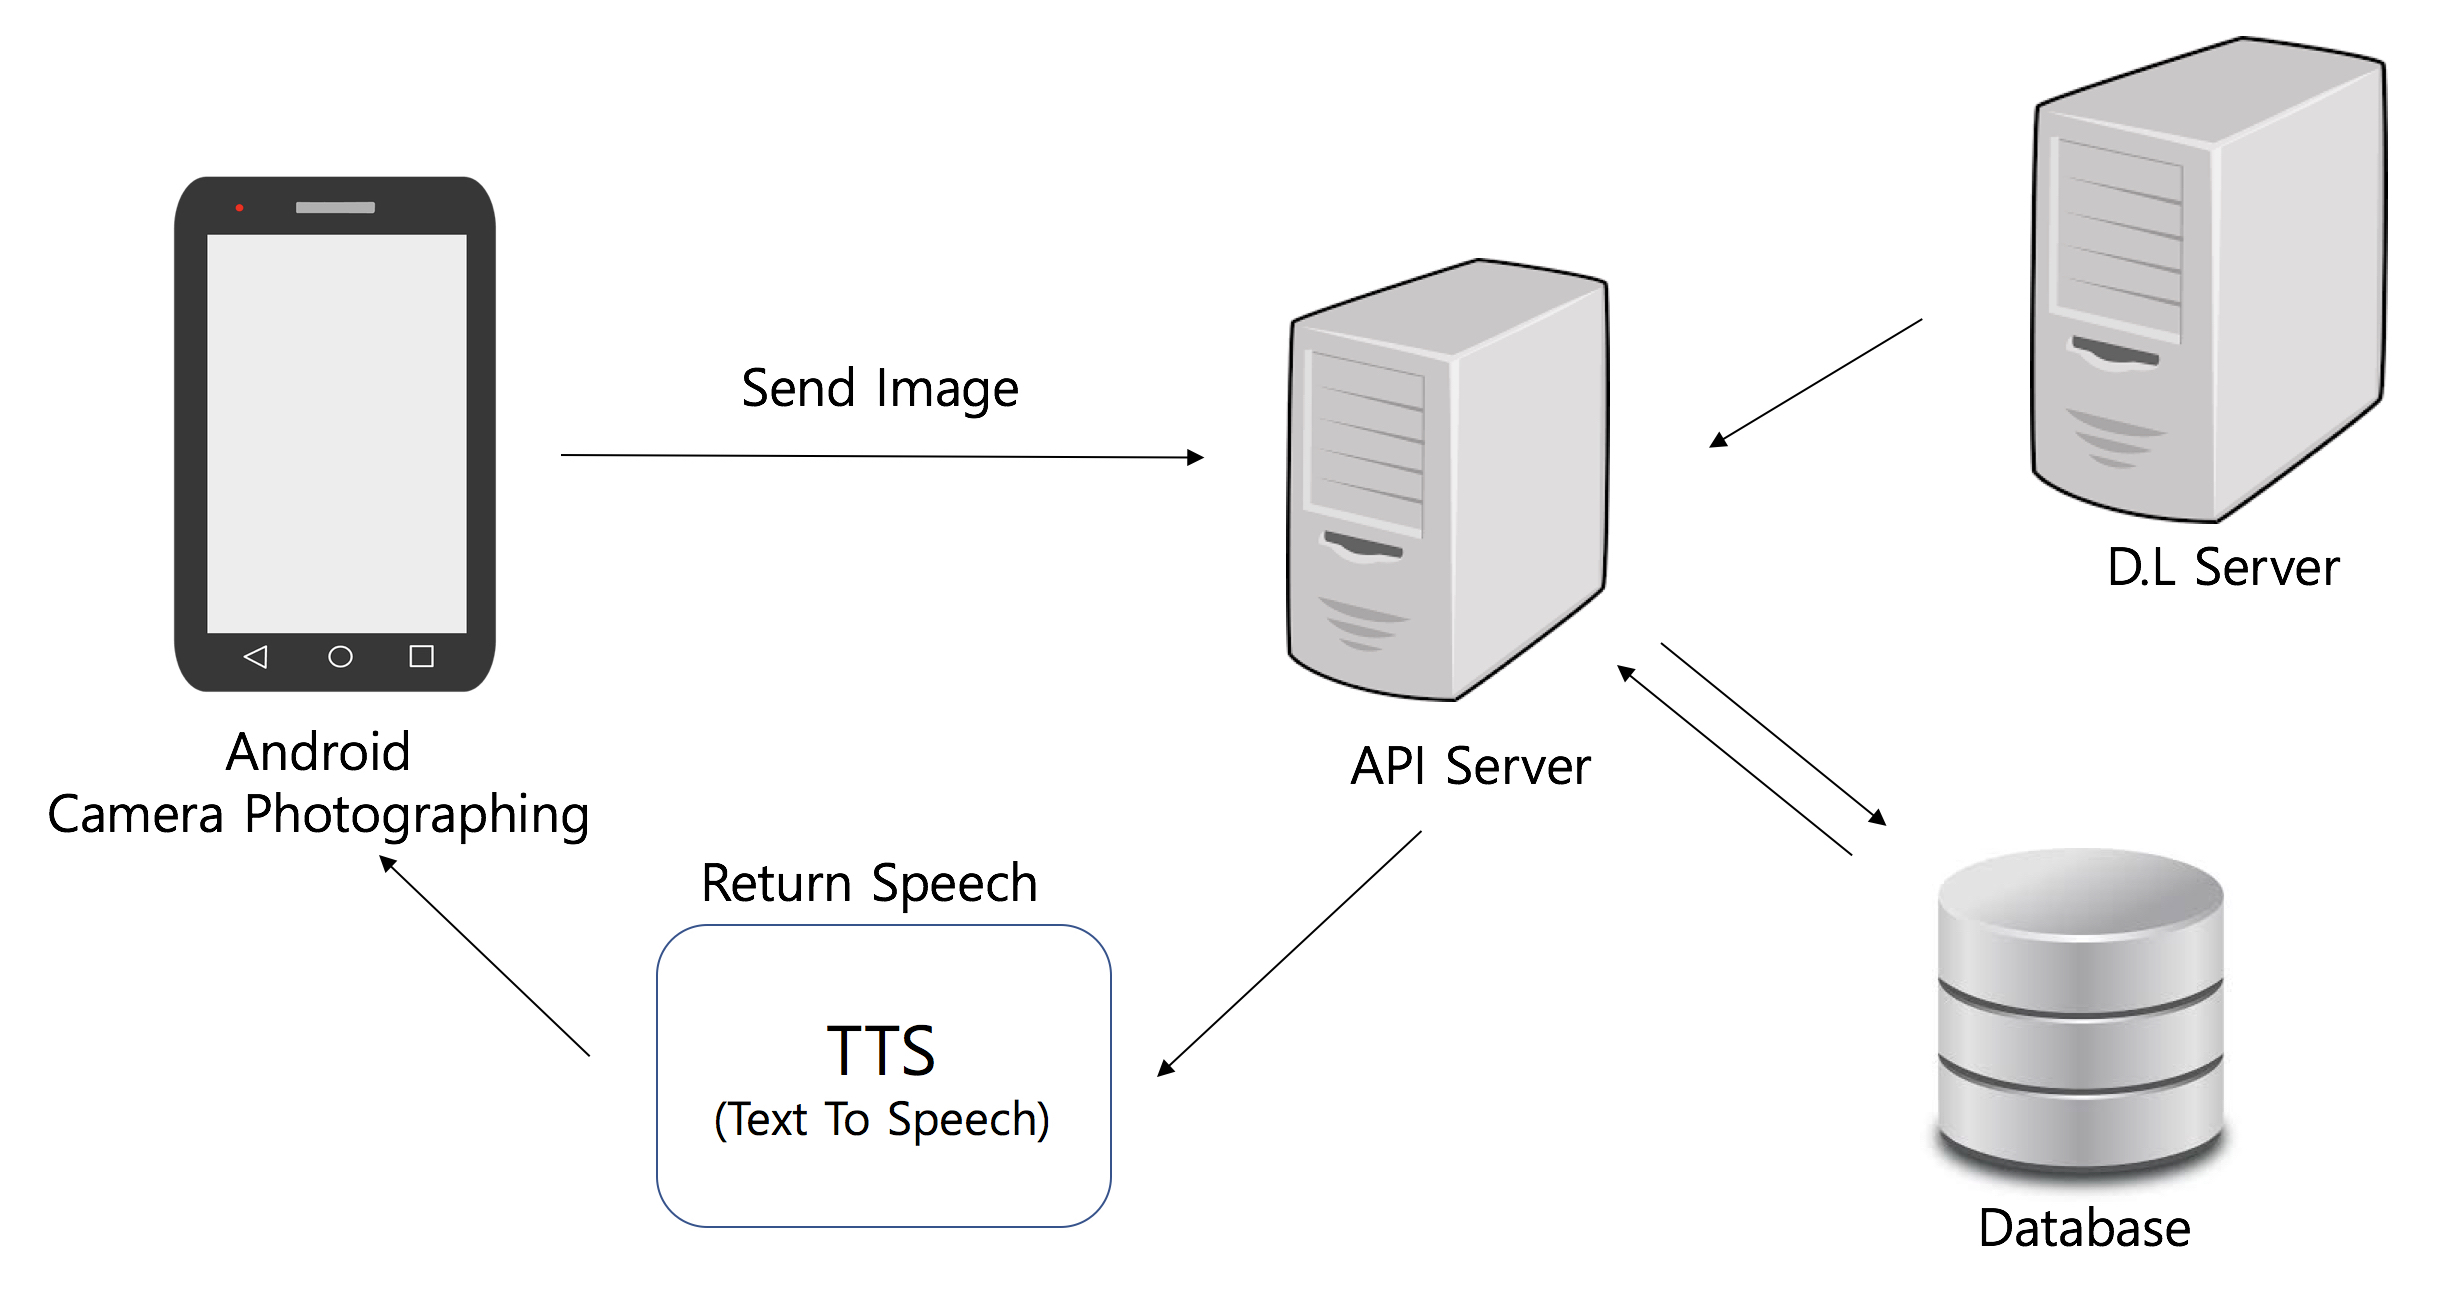 Send Image
D.L Server
Android
Camera Photographing
API Server
Return Speech
TTS
(Text To Speech)
Database